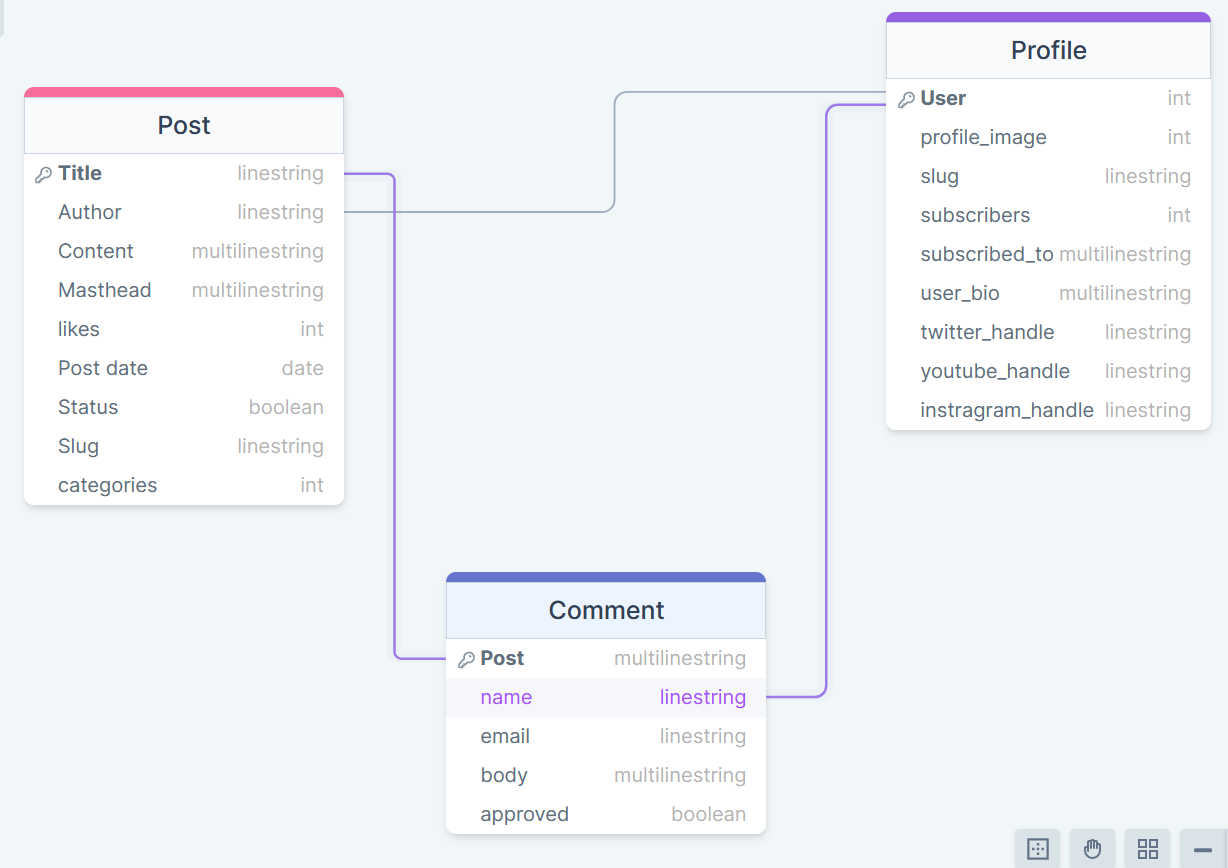 Post
Title linestring
Author linestring
Content multilinestring
Masthead multilinestring
likes int
Post date date
Status boolean
Slug linestring
categories int
Profile
User int
profile_image int
slug linestring
subscribers int
subscribed_to multilinestring
user_bio multilinestring
twitter_handle linestring
youtube_handle linestring
instragram_handle linestring
Comment
Post multilinestring
name linestring
email linestring
body multilinestring
approved boolean